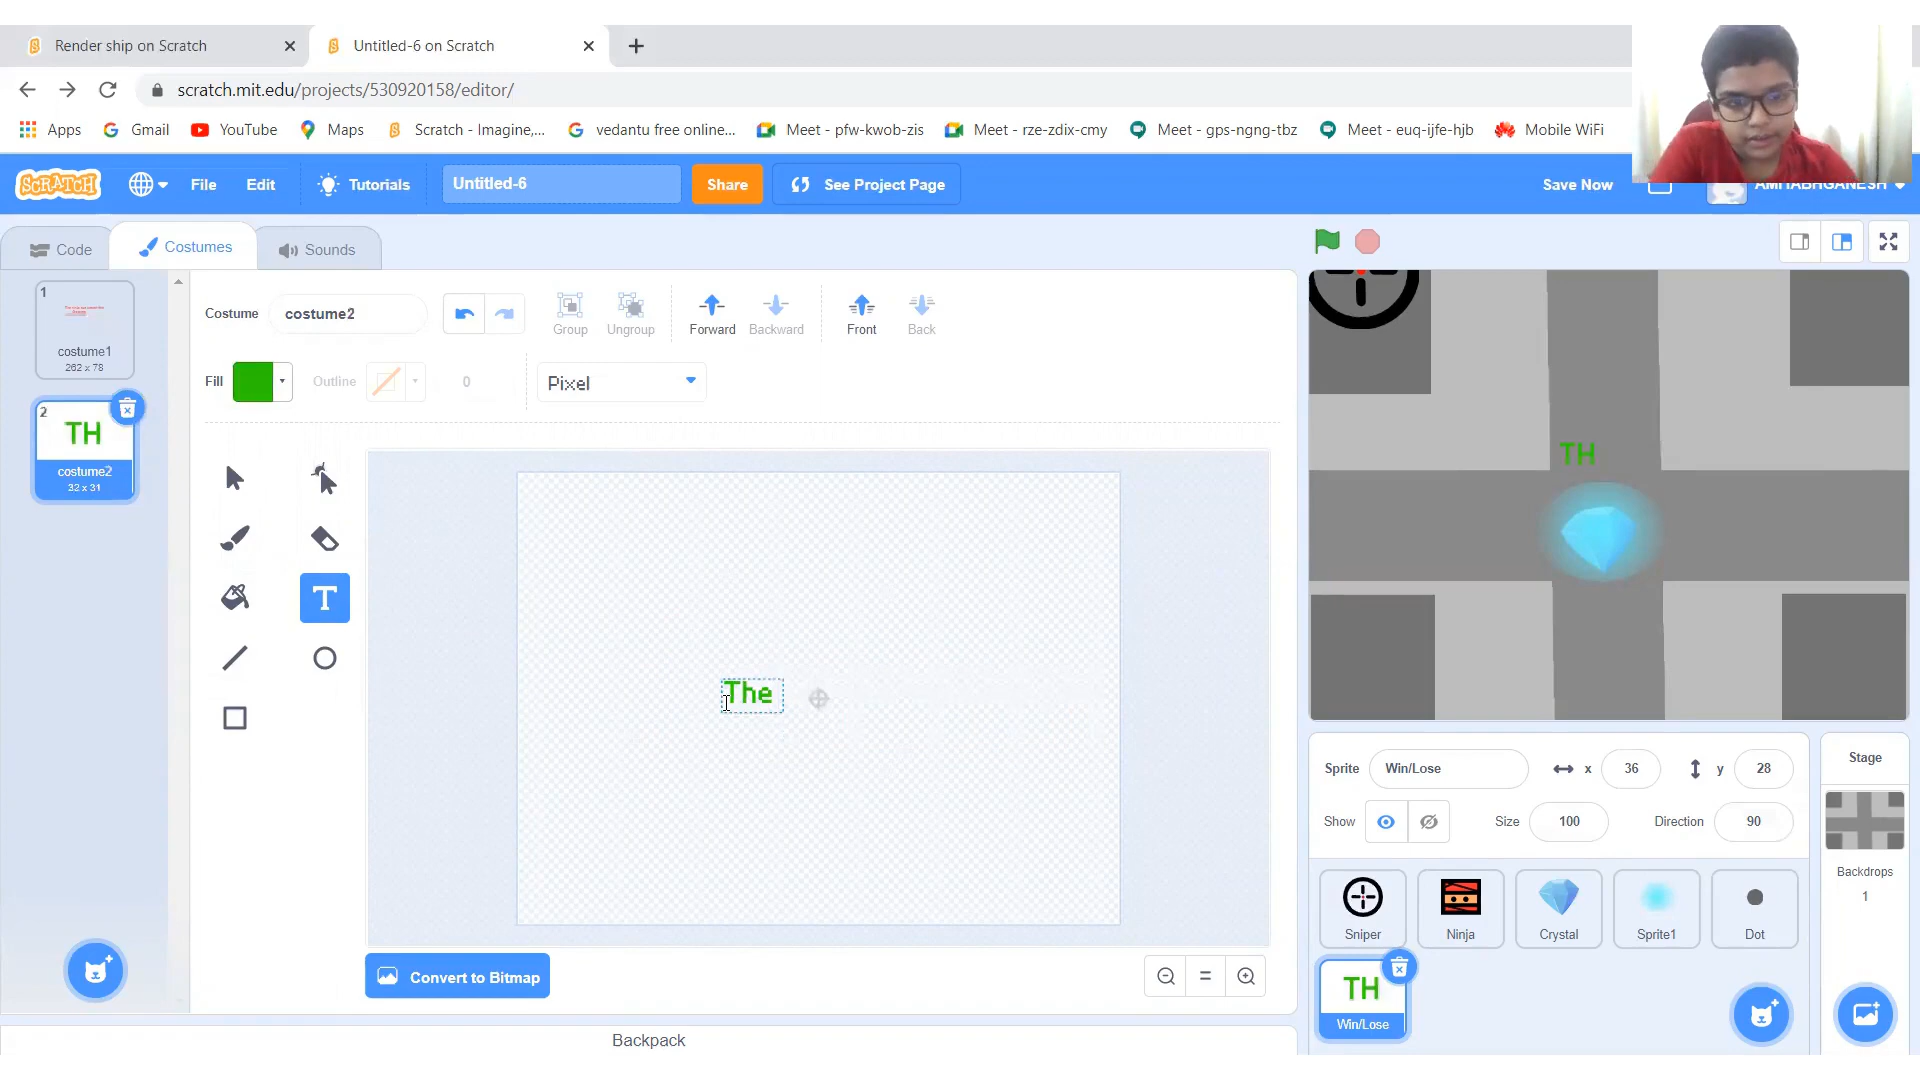 Render ship on Scratch
Untitled-6 on Scratch
scratch.mit.edu/projects/530920158/editor/
Apps
Gmail
YouTube
Maps
Scratch - Imagine,...
vedantu free online...
Meet - pfw-kwob-zis
Meet - rze-zdix-cmy
Meet - gps-ngng-tbz
Meet - euq-ijfe-hjb
Mobile WiFi
SCRATCH
File
Edit
Tutorials
Untitled-6
Share
See Project Page
Save Now
AMITABHGANESH
Code
Costumes
Sounds
1
costume1
262 x 78
2
TH
costume2
32 x 31
Costume
costume2
Group
Ungroup
Forward
Backward
Front
Back
Fill
Outline
0
Pixel
T
The
Convert to Bitmap
Backpack
TH
Sprite
Win/Lose
x
36
y
28
Show
Size
100
Direction
90
Sniper
Ninja
Crystal
Sprite1
Dot
TH
Win/Lose
Stage
Backdrops
1